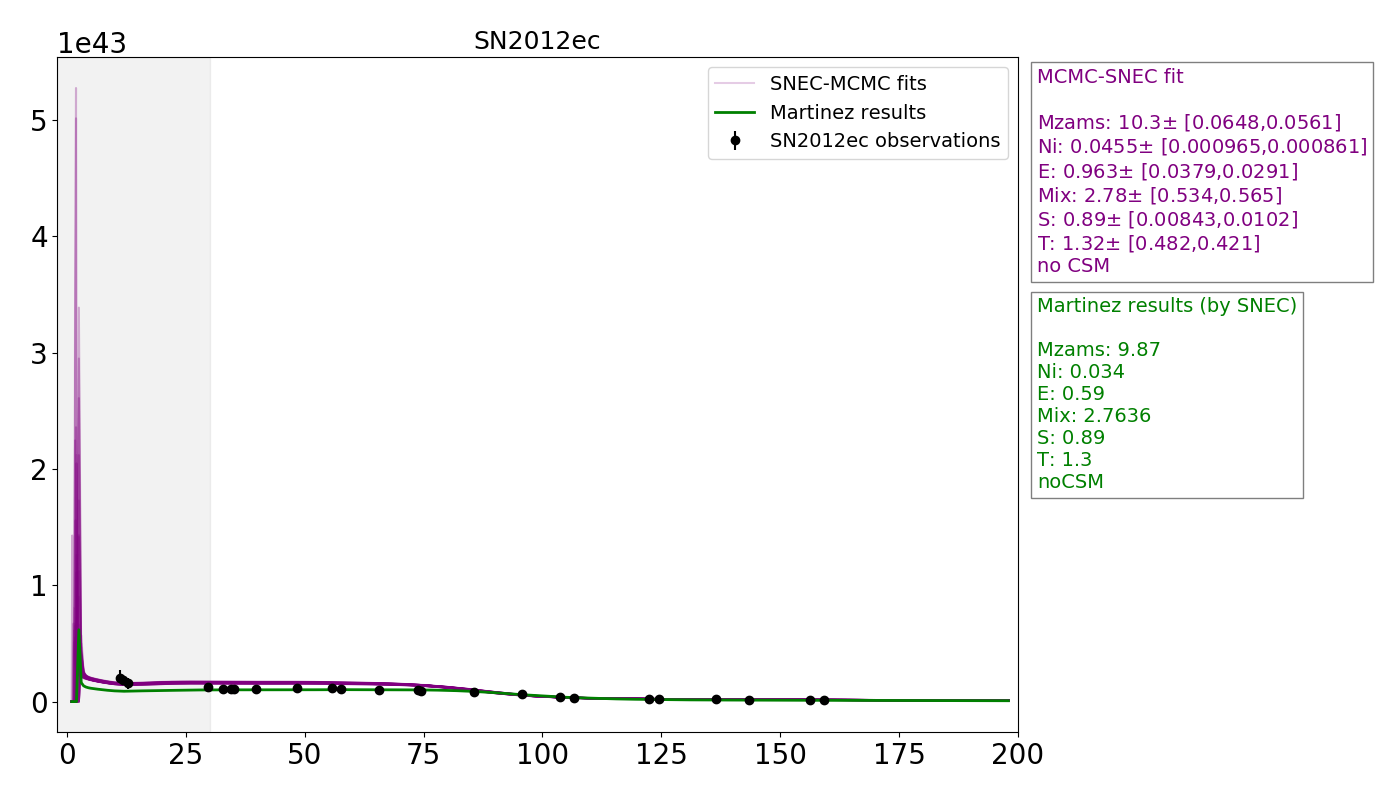 1e43
SN2012ec
SNEC-MCMC fits
Martinez results
SN2012ec observations
5
4
3
2
1
0
0 25 50 75 100 125 150 175 200
MCMC-SNEC fit
Mzams: 10.3± [0.0648,0.0561]
Ni: 0.0455± [0.000965,0.000861]
E: 0.963± [0.0379,0.0291]
Mix: 2.78± [0.534,0.565]
S: 0.89± [0.00843,0.0102]
T: 1.32± [0.482,0.421]
no CSM
Martinez results (by SNEC)
Mzams: 9.87
Ni: 0.034
E: 0.59
Mix: 2.7636
S: 0.89
T: 1.3
noCSM